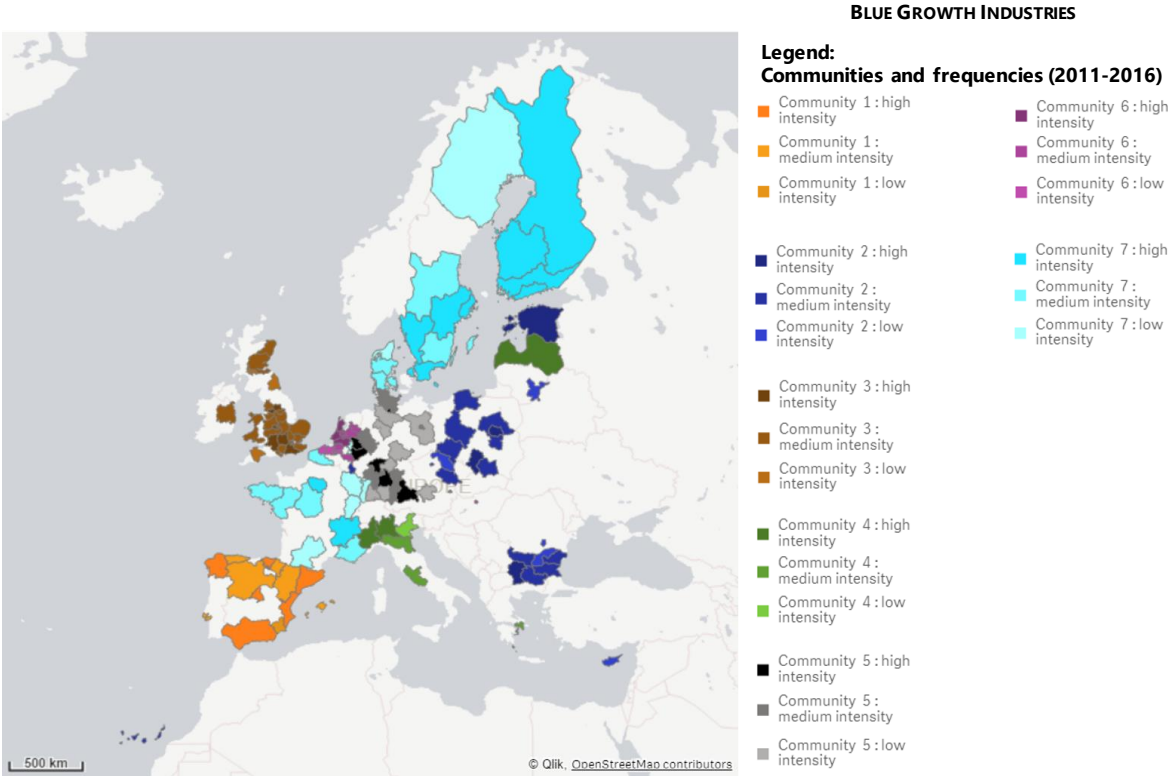 BLUE GROWTH INDUSTRIES
Legend:
Communities and frequencies (2011-2016)
Community 1 : high
intensity
Community 1 :
medium intensity
Community 1 : low
intensity
Community 2 : high
intensity
Community 2 :
medium intensity
Community 2 : low
intensity
Community 3 : high
intensity
Community 3 :
medium intensity
Community 3 : low
intensity
Community 4 : high
intensity
Community 4 :
medium intensity
Community 4 : low
intensity
Community 5 : high
intensity
Community 5 :
medium intensity
Community 5 : low
intensity
Community 6 : high
intensity
Community 6 :
medium intensity
Community 6 : low
intensity
Community 7 : high
intensity
Community 7 :
medium intensity
Community 7 : low
intensity
500 km
© Qlik, OpenStreetMap contributors